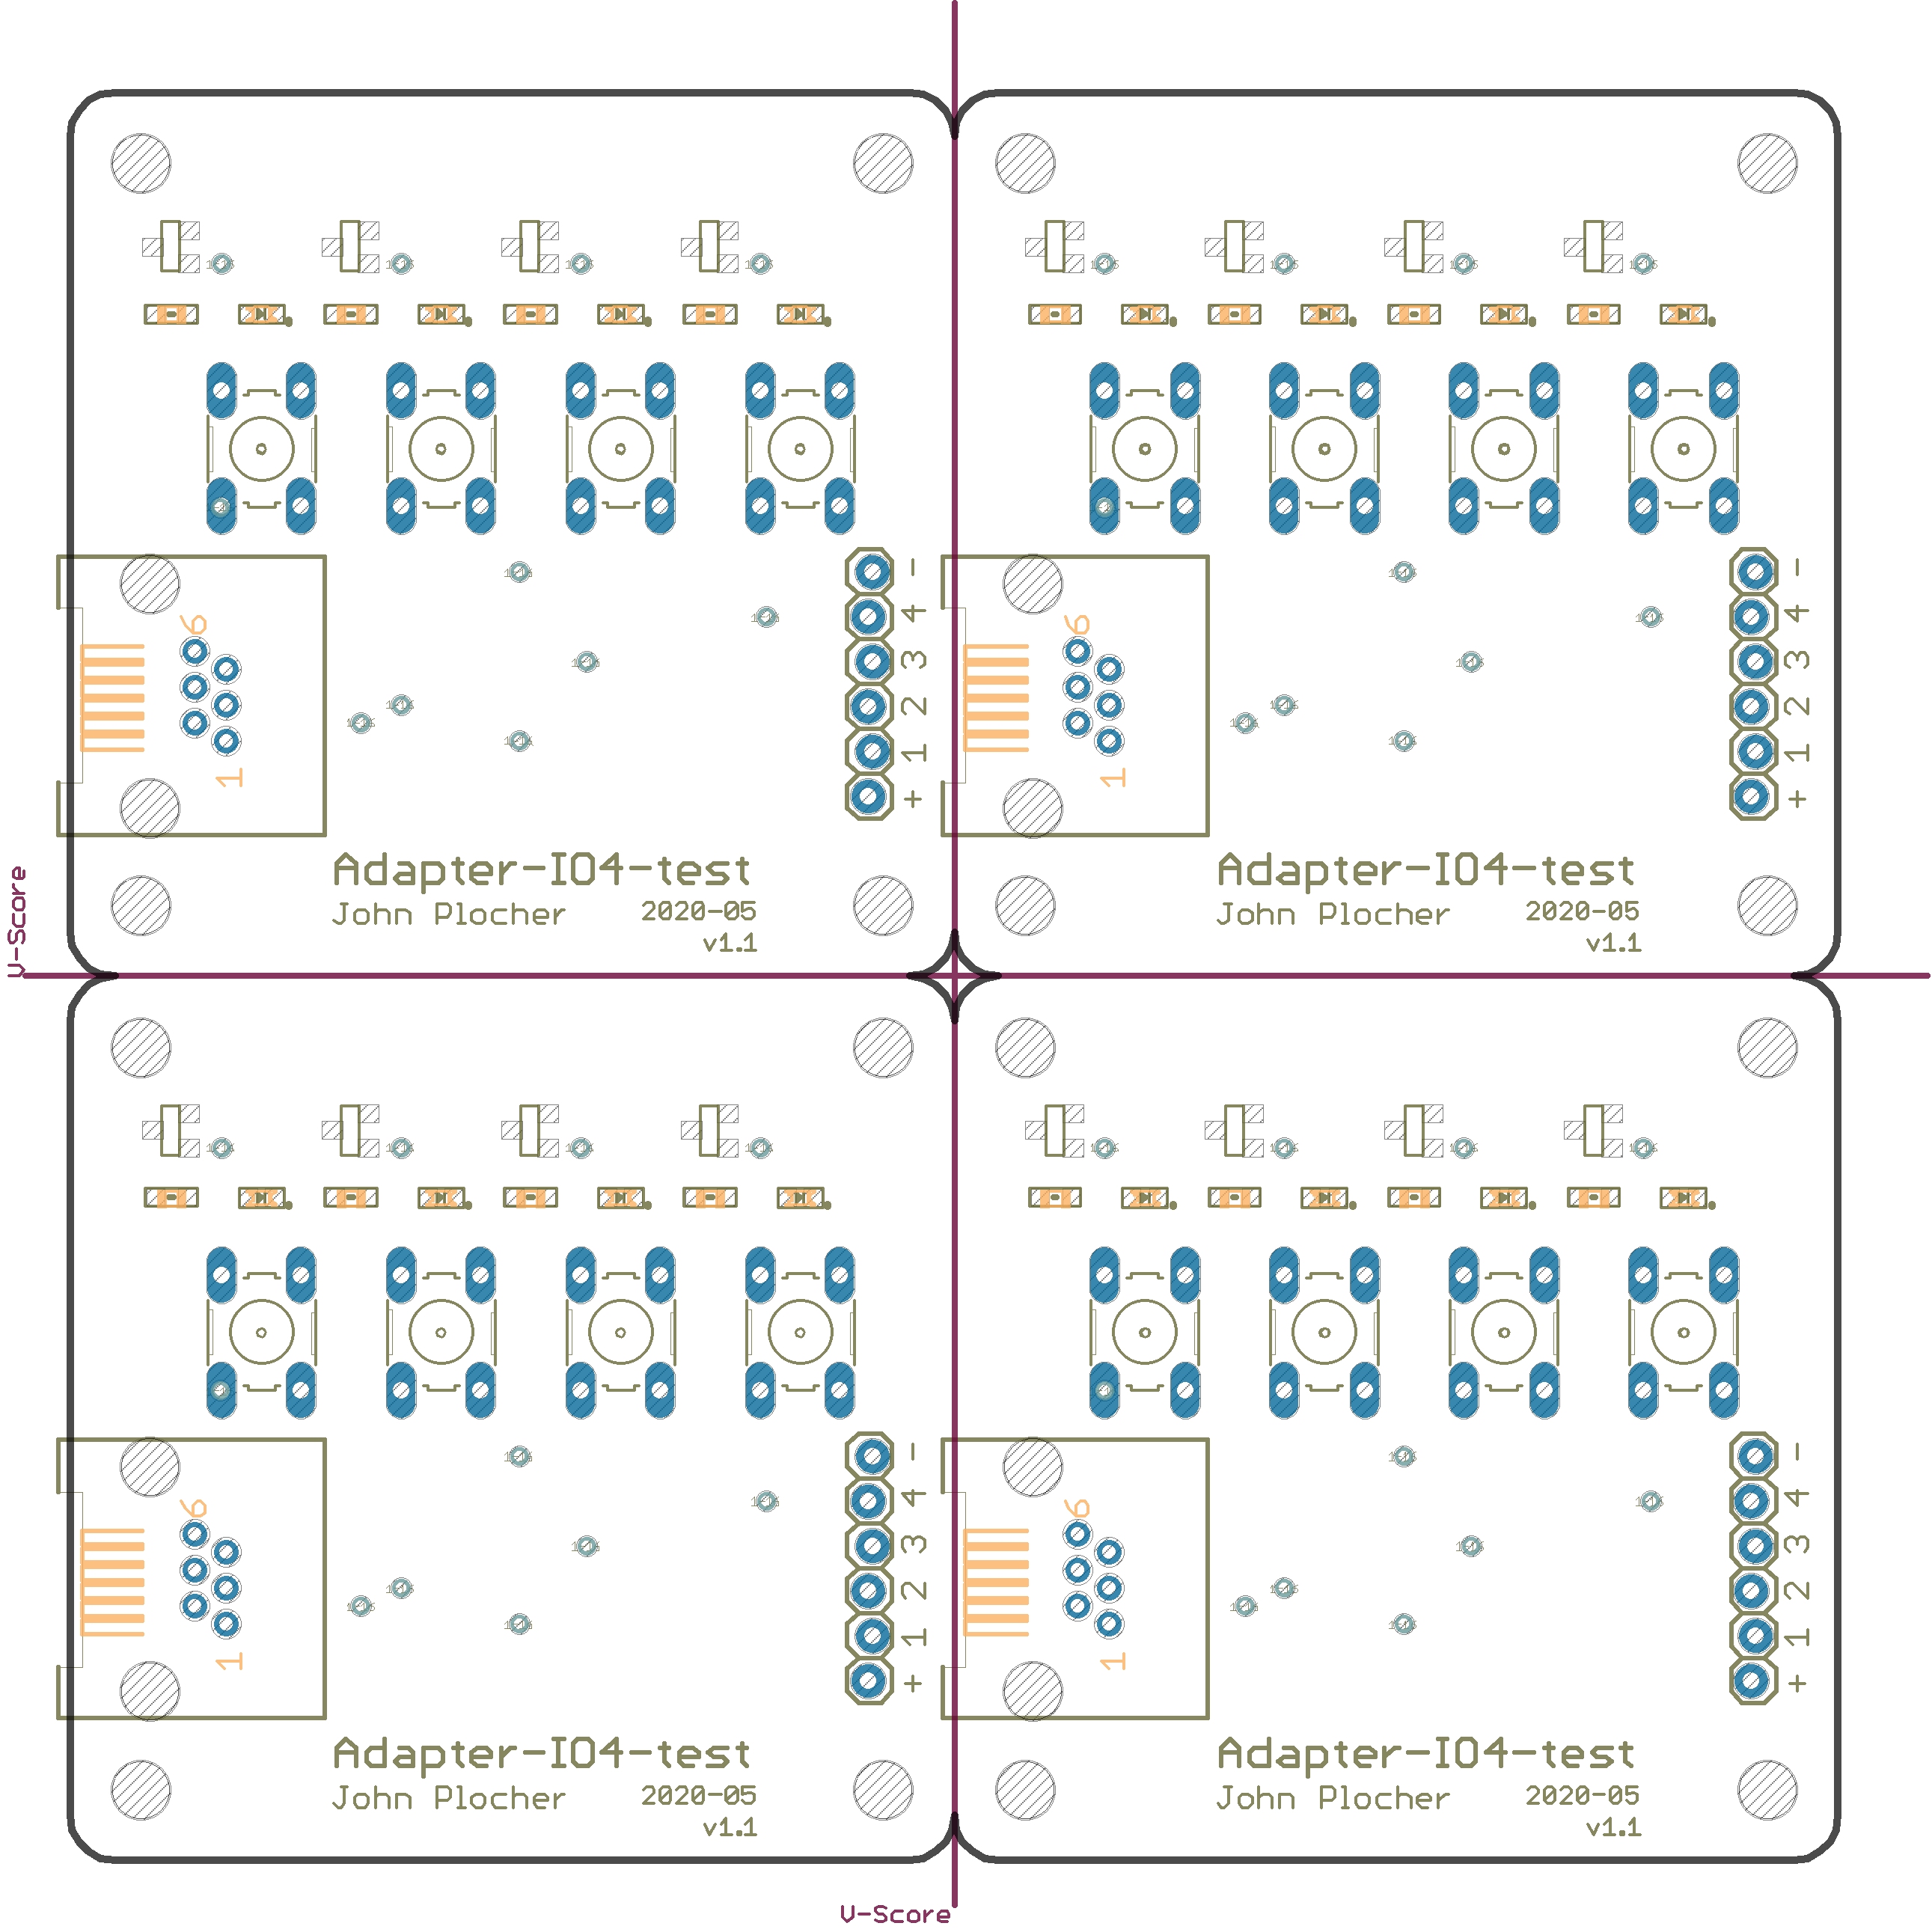 6
1
-
4
3
2
1
+
Adapter-IO4-test
John Plocher 2020-05
v1.1
6
1
-
4
3
2
1
+
Adapter-IO4-test
John Plocher 2020-05
v1.1
V-Score
6
1
-
4
3
2
1
+
Adapter-IO4-test
John Plocher 2020-05
v1.1
6
1
-
4
3
2
1
+
Adapter-IO4-test
John Plocher 2020-05
v1.1
V-Score